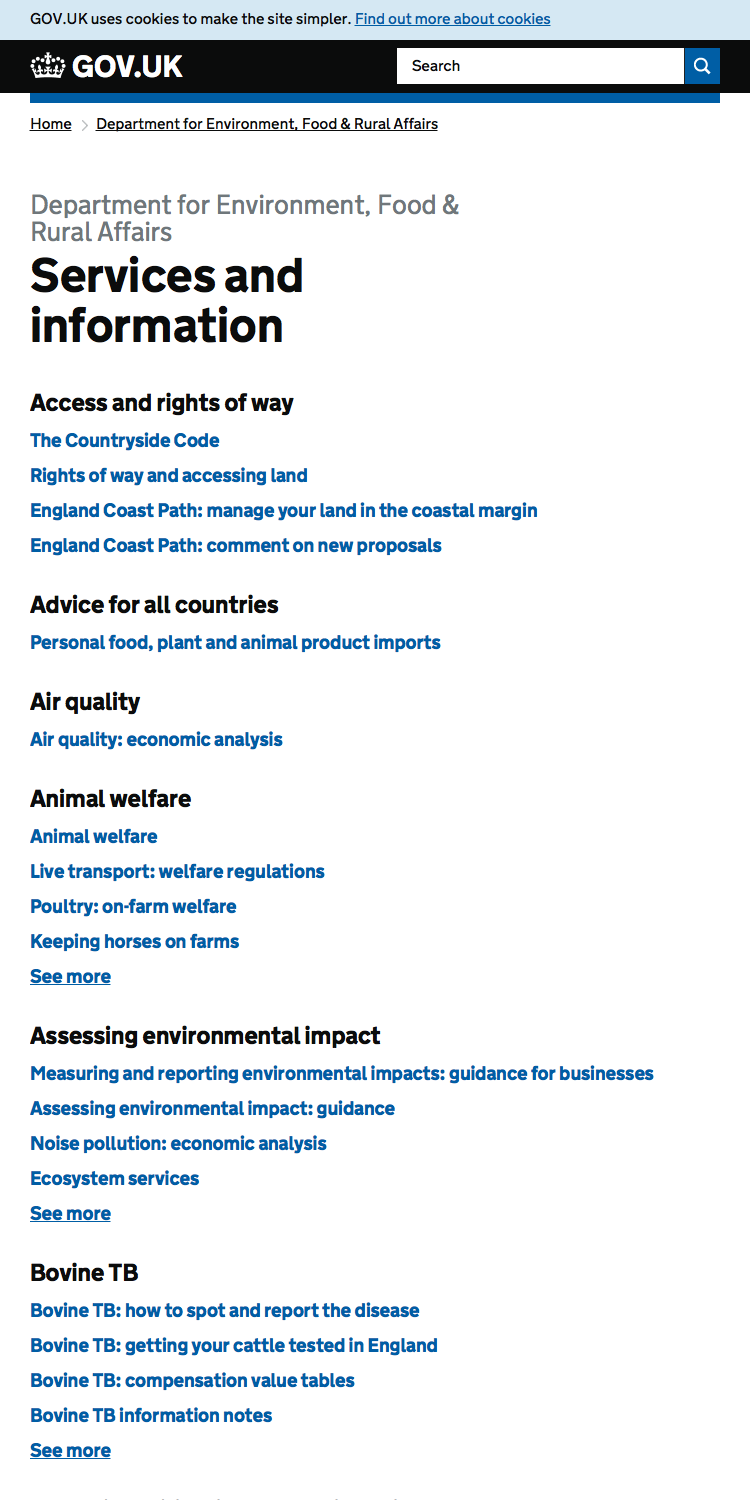 GOV.UK uses cookies to make the site simpler. Find out more about cookies
GOV.UK
Search
Home
Department for Environment, Food & Rural Affairs
Department for Environment, Food &
Rural Affairs
Services and
information
Access and rights of way
The Countryside Code
Rights of way and accessing land
England Coast Path: manage your land in the coastal margin
England Coast Path: comment on new proposals
Advice for all countries
Personal food, plant and animal product imports
Air quality
Air quality: economic analysis
Animal welfare
Animal welfare
Live transport: welfare regulations
Poultry: on-farm welfare
Keeping horses on farms
See more
Assessing environmental impact
Measuring and reporting environmental impacts: guidance for businesses
Assessing environmental impact: guidance
Noise pollution: economic analysis
Ecosystem services
See more
Bovine TB
Bovine TB: how to spot and report the disease
Bovine TB: getting your cattle tested in England
Bovine TB: compensation value tables
Bovine TB information notes
See more